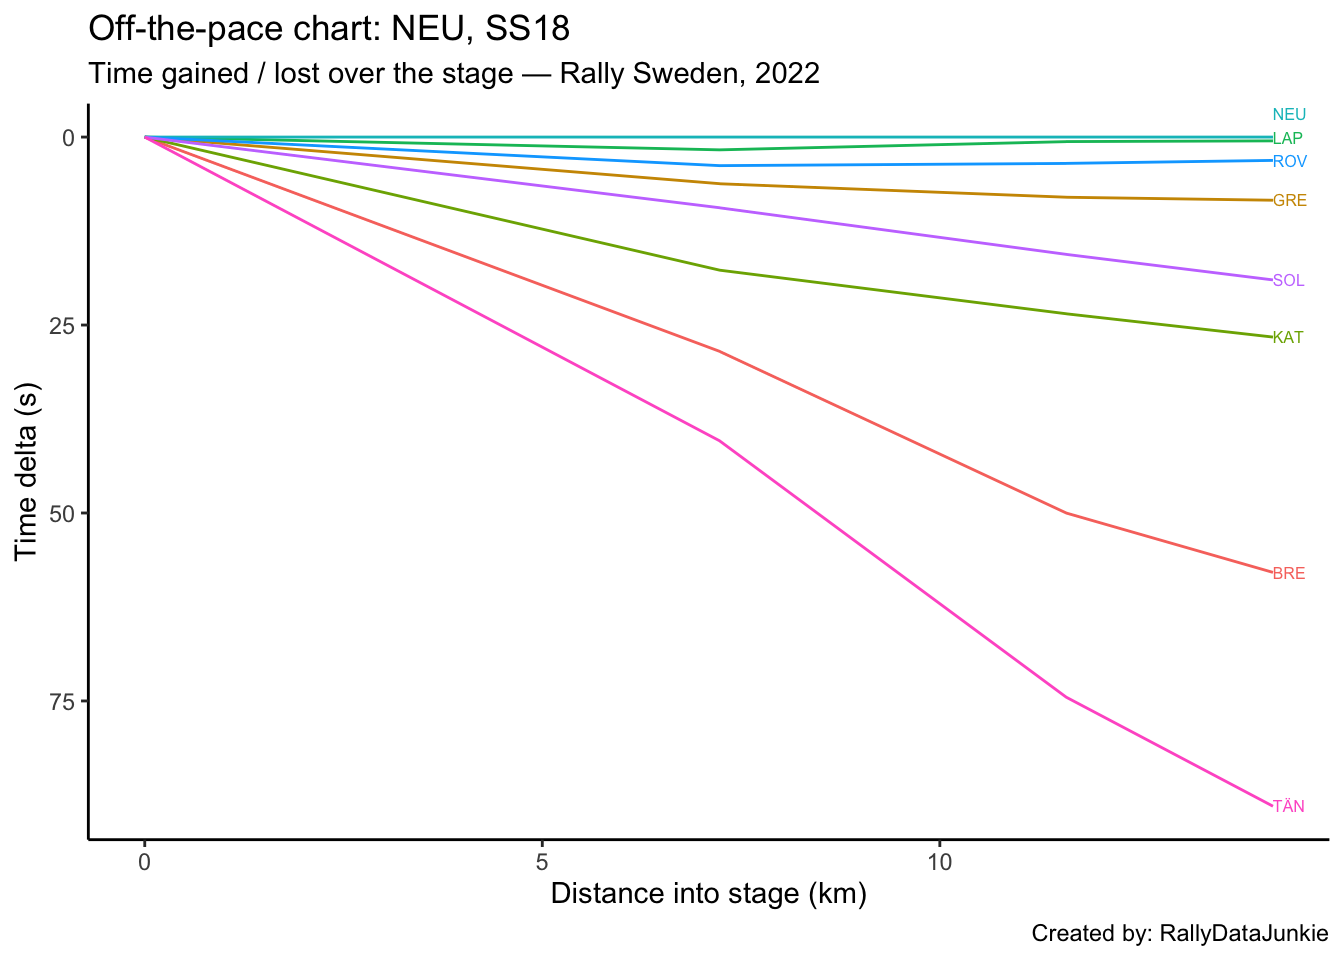 Off-the-pace chart: NEU, SS18
Time gained / lost over the stage — Rally Sweden, 2022
NEU
0
LAP
ROV
GRE
SOL
25
KAT
Time delta (s)
50
BRE
75
TÄN
0 5 10
Distance into stage (km)
Created by: RallyDataJunkie